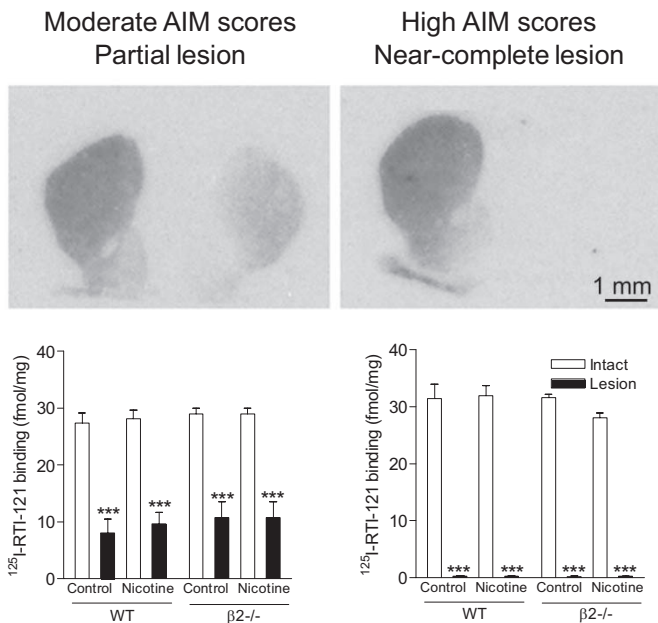 Moderate AIM scores
Partial lesion
High AIM scores
Near-complete lesion
1 mm
¹²⁵I-RTI-121 binding (fmol/mg)
40
30
20
10
0
***
***
***
***
Control Nicotine Control Nicotine
WT β2-/-
¹²⁵I-RTI-121 binding (fmol/mg)
40
30
20
10
0
Intact
Lesion
***
***
***
***
Control Nicotine Control Nicotine
WT β2-/-